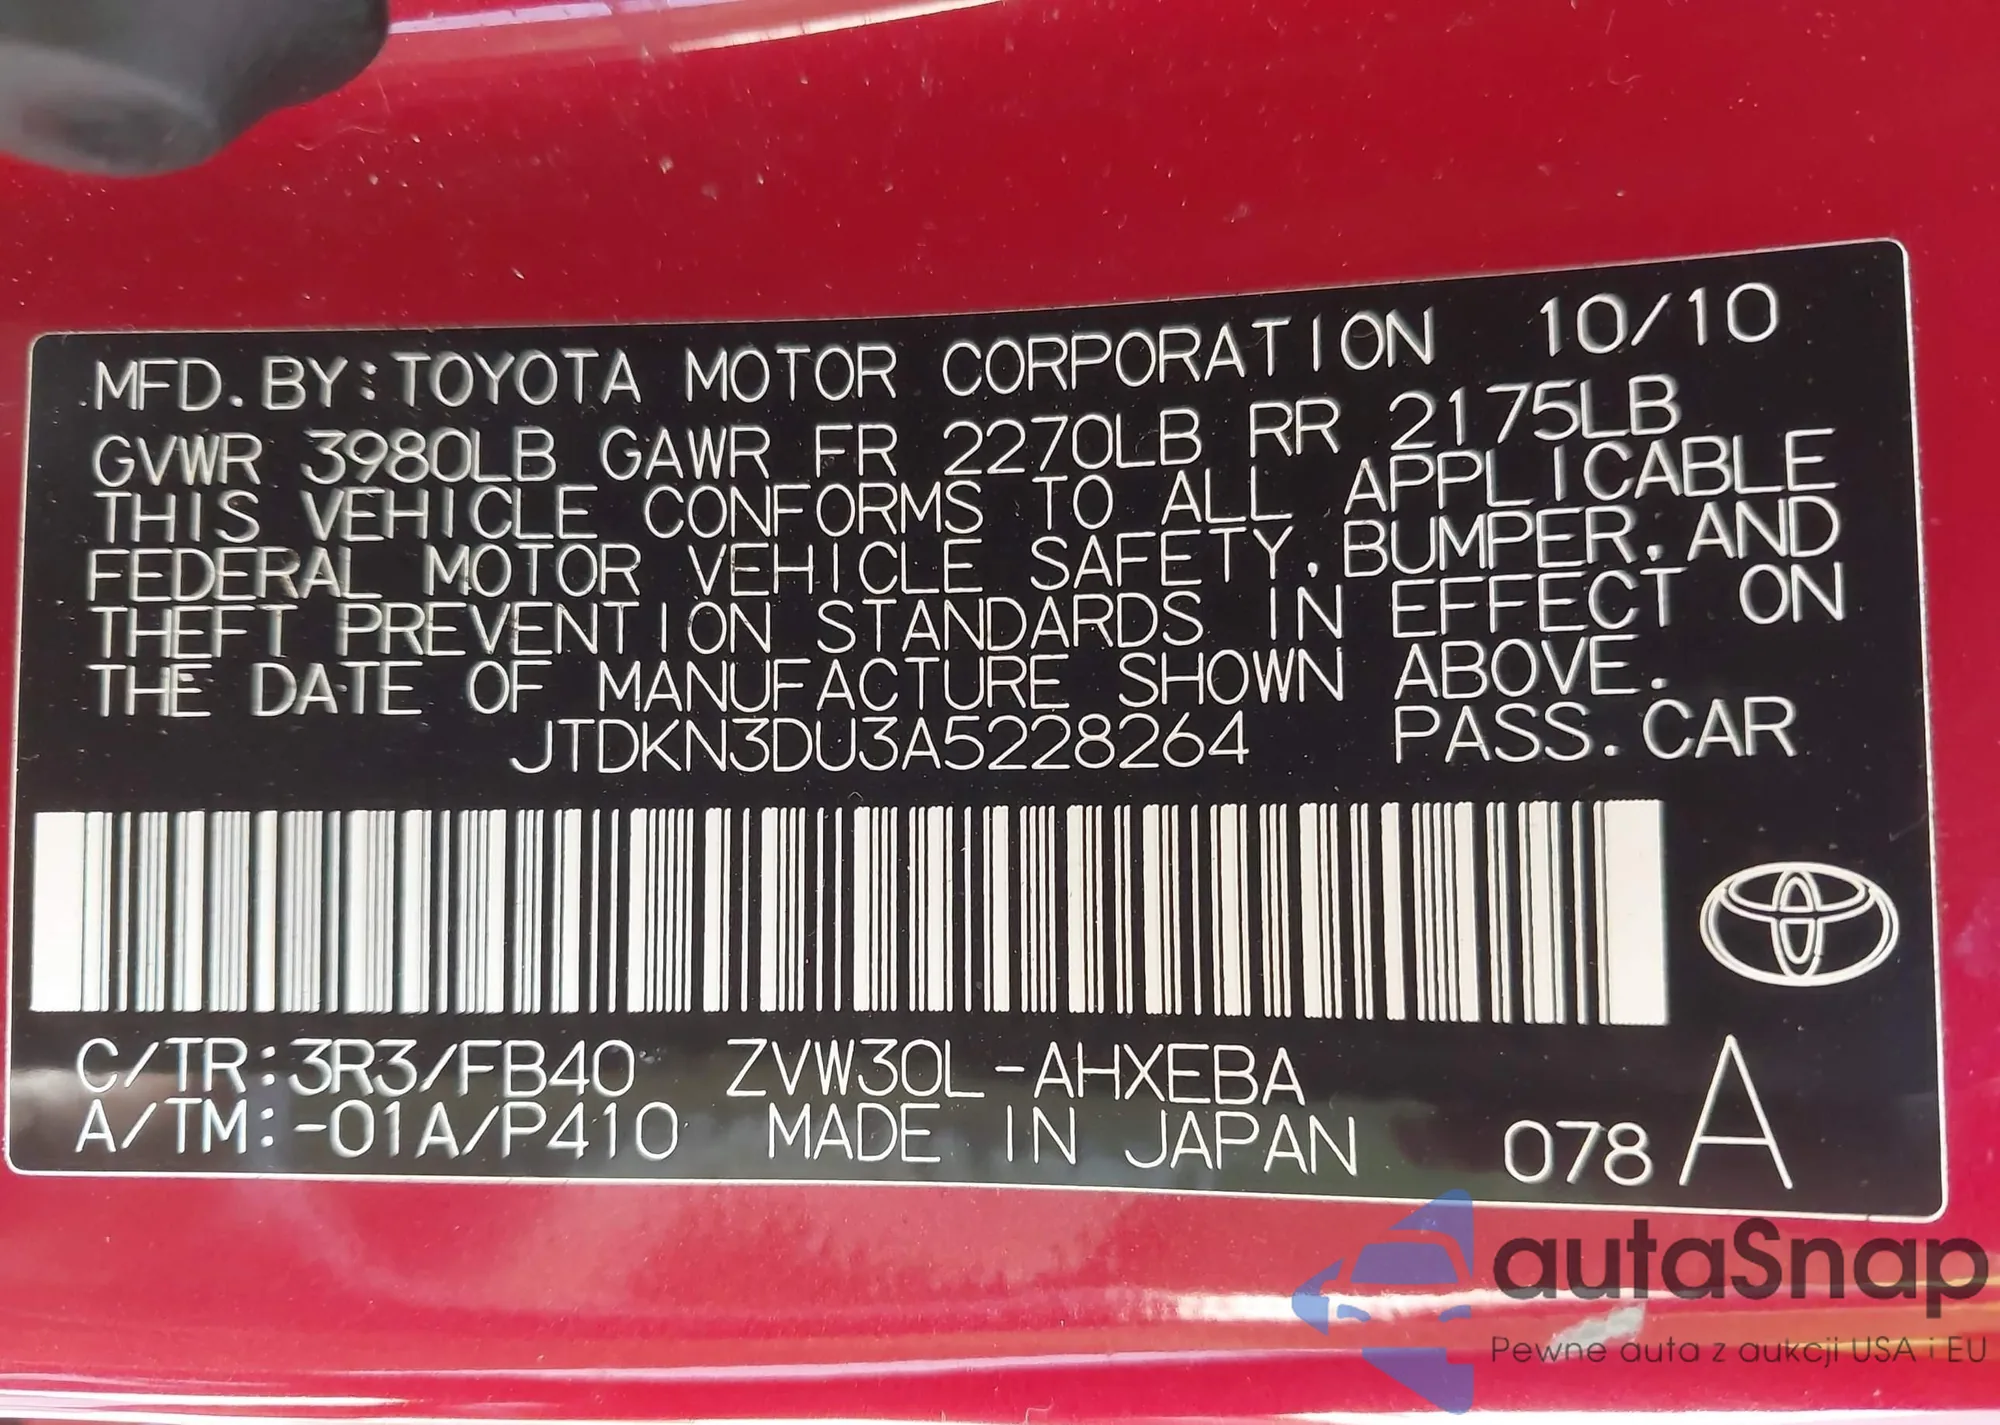 MFD. BY: TOYOTA MOTOR CORPORATION 10/10
GVWR 3980LB GAWR FR 2270LB RR 2175LB
THIS VEHICLE CONFORMS TO ALL APPLICABLE
FEDERAL MOTOR VEHICLE SAFETY, BUMPER, AND
THEFT PREVENTION STANDARDS IN EFFECT ON
THE DATE OF MANUFACTURE SHOWN ABOVE.
JTDKN3DU3A5228264 PASS. CAR
C/TR: 3R3/FB40 ZVW30L-AHXEBA
A/TM: -01A/P410 MADE IN JAPAN 078 A
autaSnap
Pewne auta z aukcji USA i EU